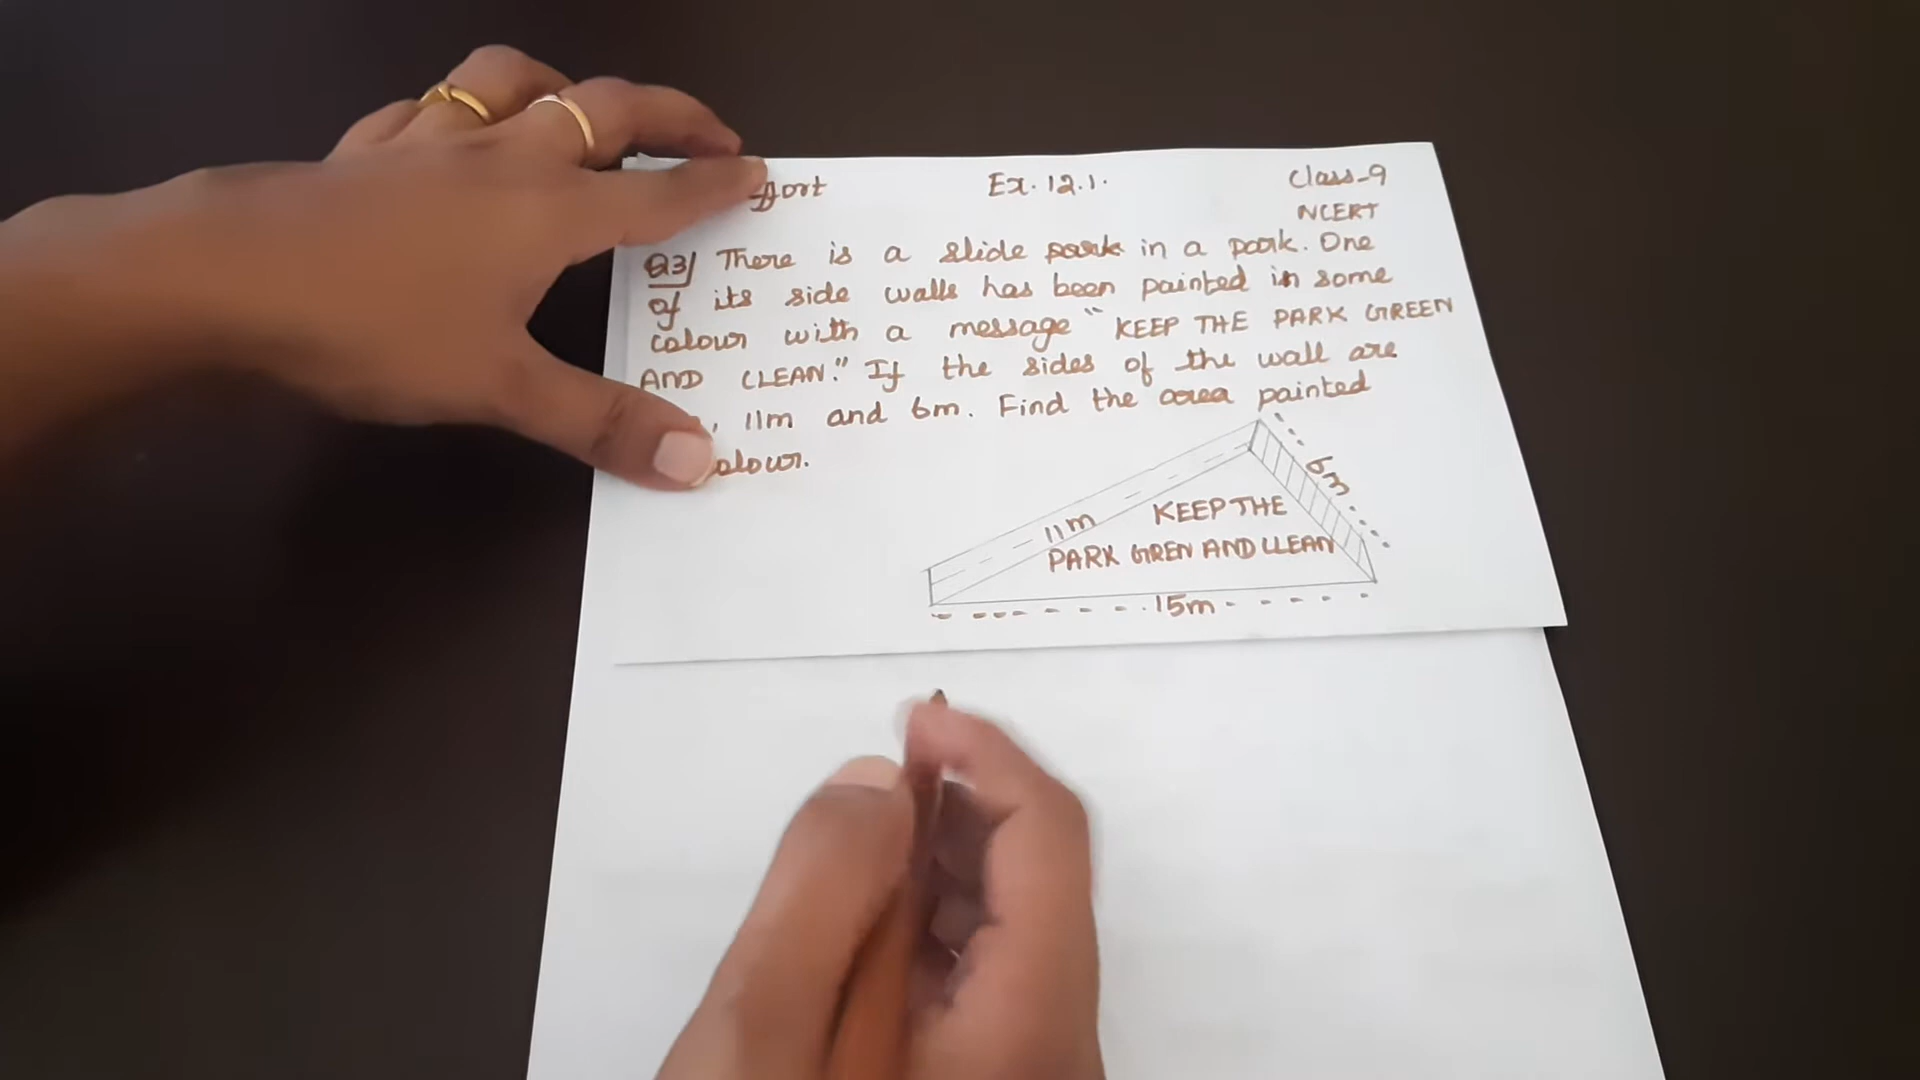 Ex. 12.1.
Class-9
NCERT
Q3/ There is a slide park in a park. One
of its side walls has been painted in some
colour with a message "KEEP THE PARK GREEN
AND CLEAN." If the sides of the wall are
, 11m and 6m. Find the area painted
colour.
6m
11m
KEEP THE
PARK GREN AND CLEAN
15m